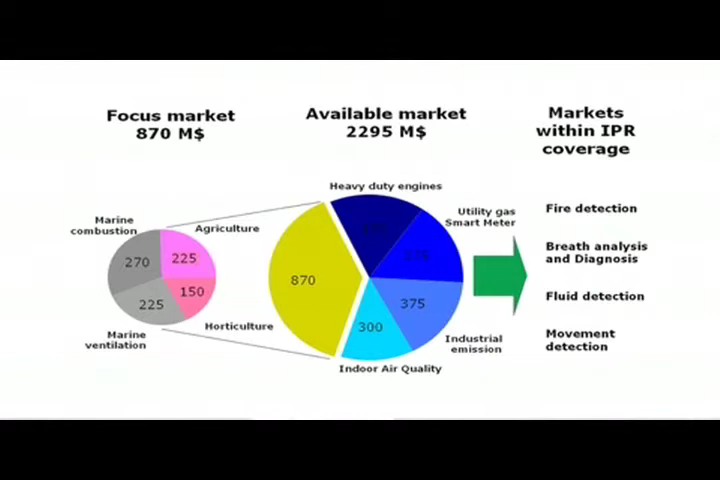 Focus market
870 M$
Available market
2295 M$
Markets
within IPR
coverage
Marine
combustion
Agriculture
270
225
150
225
Marine
ventilation
Horticulture
Heavy duty engines
Utility gas
Smart Meter
870
375
300
Industrial
emission
Indoor Air Quality
Fire detection
Breath analysis
and Diagnosis
Fluid detection
Movement
detection